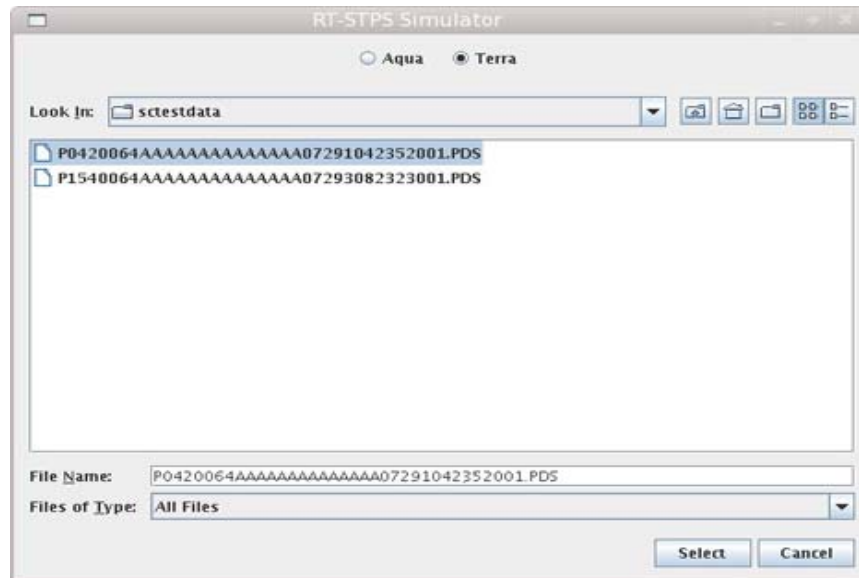 RT-STPS Simulator
Aqua Terra
Look In: sctestdata
P0420064AAAAAAAAAAAAAA07291042352001.PDS
P1540064AAAAAAAAAAAAAA07293082323001.PDS
File Name: P0420064AAAAAAAAAAAAAA07291042352001.PDS
Files of Type: All Files
Select Cancel